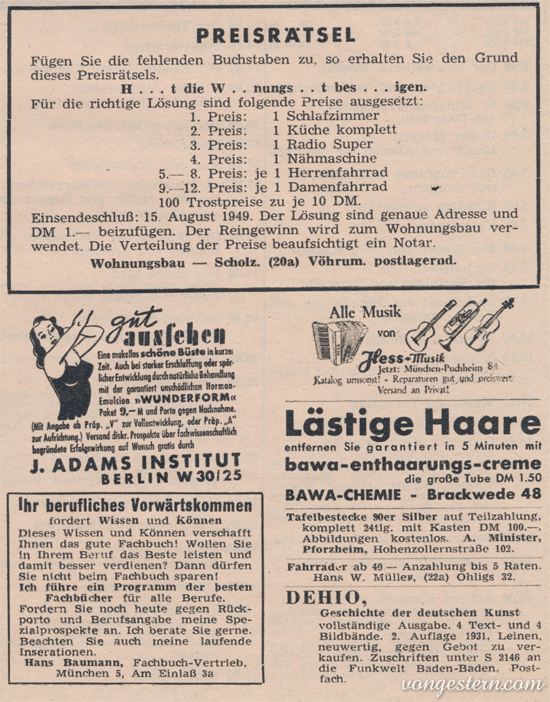 PREISRÄTSEL
Fügen Sie die fehlenden Buchstaben zu, so erhalten Sie den Grund
dieses Preisrätsels.
H . . . t die W . . nungs . . t bes . . . igen.
Für die richtige Lösung sind folgende Preise ausgesetzt:
1. Preis: 1 Schlafzimmer
2. Preis: 1 Küche komplett
3. Preis: 1 Radio Super
4. Preis: 1 Nähmaschine
5.— 8. Preis: je 1 Herrenfahrrad
9.—12. Preis: je 1 Damenfahrrad
100 Trostpreise zu je 10 DM.
Einsendeschluß: 15. August 1949. Der Lösung sind genaue Adresse und
DM 1.— beizufügen. Der Reingewinn wird zum Wohnungsbau ver-
wendet. Die Verteilung der Preise beaufsichtigt ein Notar.
Wohnungsbau — Scholz. (20a) Vöhrum. postlagernd.
gut
aussehen
Eine makellos schöne Büste in kurzer
Zeit. Auch bei starker Erschlaffung oder spär-
licher Entwicklung durch natürliche Behandlung
mit der garantiert unschädlichen Hormon-
Emulsion »WUNDERFORM«
Paket 9,— M und Porto gegen Nachnahme.
(Mit Angabe ob Präp. „V" zur Vollentwicklung, oder Präp. „A"
zur Aufrichtung.) Versand diskr. Prospekte über fachwissenschaftlich
begründete Erfolgswirkung auf Wunsch gratis durch
J. ADAMS INSTITUT
BERLIN W 30/25
Ihr berufliches Vorwärtskommen
fordert Wissen und Können
Dieses Wissen und Können verschafft
Ihnen das gute Fachbuch! Wollen Sie
in Ihrem Beruf das Beste leisten und
damit besser verdienen? Dann dürfen
Sie nicht beim Fachbuch sparen!
Ich führe ein Programm der besten
Fachbücher für alle Berufe.
Fordern Sie noch heute gegen Rück-
porto und Berufsangabe meine Spe-
zialprospekte an. Ich berate Sie gerne.
Beachten Sie auch meine laufende
Inserationen.
Hans Baumann, Fachbuch-Vertrieb,
München 5, Am Einlaß 3a
Alle Musik
von
Hess-Musik
Jetzt: München-Puchheim 84
Katalog umsonst! - Reparaturen gut und preiswert
Versand an Privat!
Lästige Haare
entfernen Sie garantiert in 5 Minuten mit
bawa-enthaarungs-creme
die große Tube DM 1.50
BAWA-CHEMIE - Brackwede 48
Tafelbestecke 90er Silber auf Teilzahlung,
komplett 24tlg. mit Kasten DM 100.—,
Abbildungen kostenlos. A. Minister,
Pforzheim, Hohenzollernstraße 102.
Fahrräder ab 40 — Anzahlung bis 5 Raten.
Hans W. Müller, (22a) Ohligs 32.
DEHIO,
Geschichte der deutschen Kunst
vollständige Ausgabe. 4 Text- und 4
Bildbände. 2. Auflage 1931, Leinen,
neuwertig, gegen Gebot zu ver-
kaufen. Zuschriften unter S 2146 an
die Funkwelt Baden-Baden, Post-
fach.
vongestern.com